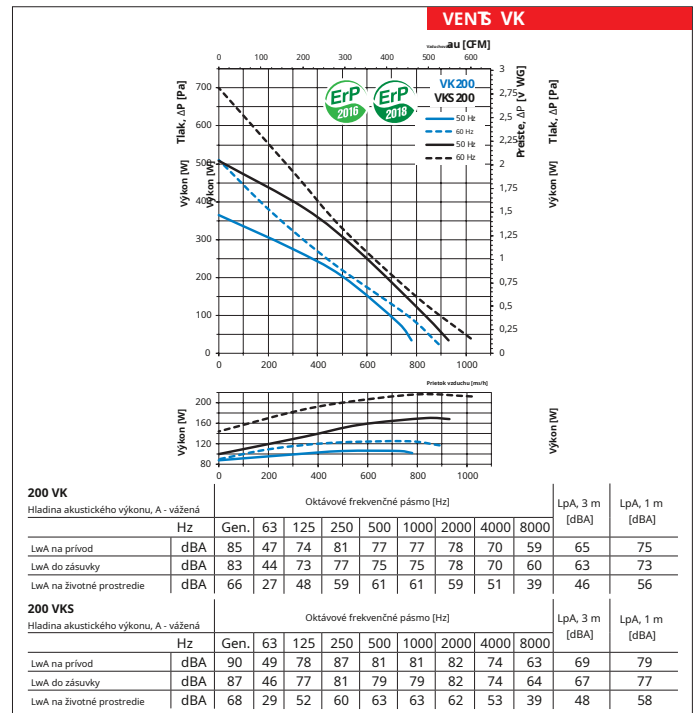 VENTS VK
au [CFM]
0 100 200 300 400 500 600
VK 200
VKS 200
50 Hz
60 Hz
50 Hz
60 Hz
ErP
2016
ErP
2018
Tlak, ΔP [Pa]
Výkon [W]
Výkon [W]
700
600
500
400
300
200
100
0
3
2,75
2,5
2,25
2
1,75
1,5
1,25
1
0,75
0,5
0,25
0
ΔP [V WG]
Tlak, ΔP [Pa]
Výkon [W]
Výkon [W]
0 200 400 600 800 1000
Prietok vzduchu
Výkon [W]
200
160
120
80
Výkon [W]
0 200 400 600 800 1000
200 VK
Hladina akustického výkonu, A - vážená
Oktávové frekvenčné pásmo [Hz]
LpA, 3 m [dBA]
LpA, 1 m [dBA]
Hz Gen. 63 125 250 500 1000 2000 4000 8000
LwA na prívod dBA 85 47 74 81 77 77 78 70 59 65 75
LwA do zásuvky dBA 83 44 73 77 75 75 78 70 60 63 73
LwA na životné prostredie dBA 66 27 48 59 61 61 59 51 39 46 56
200 VKS
Hladina akustického výkonu, A - vážená
Oktávové frekvenčné pásmo [Hz]
LpA, 3 m [dBA]
LpA, 1 m [dBA]
Hz Gen. 63 125 250 500 1000 2000 4000 8000
LwA na prívod dBA 90 49 78 87 81 81 82 74 63 69 79
LwA do zásuvky dBA 87 46 77 81 79 79 82 74 64 67 77
LwA na životné prostredie dBA 68 29 52 60 63 63 62 53 39 48 58